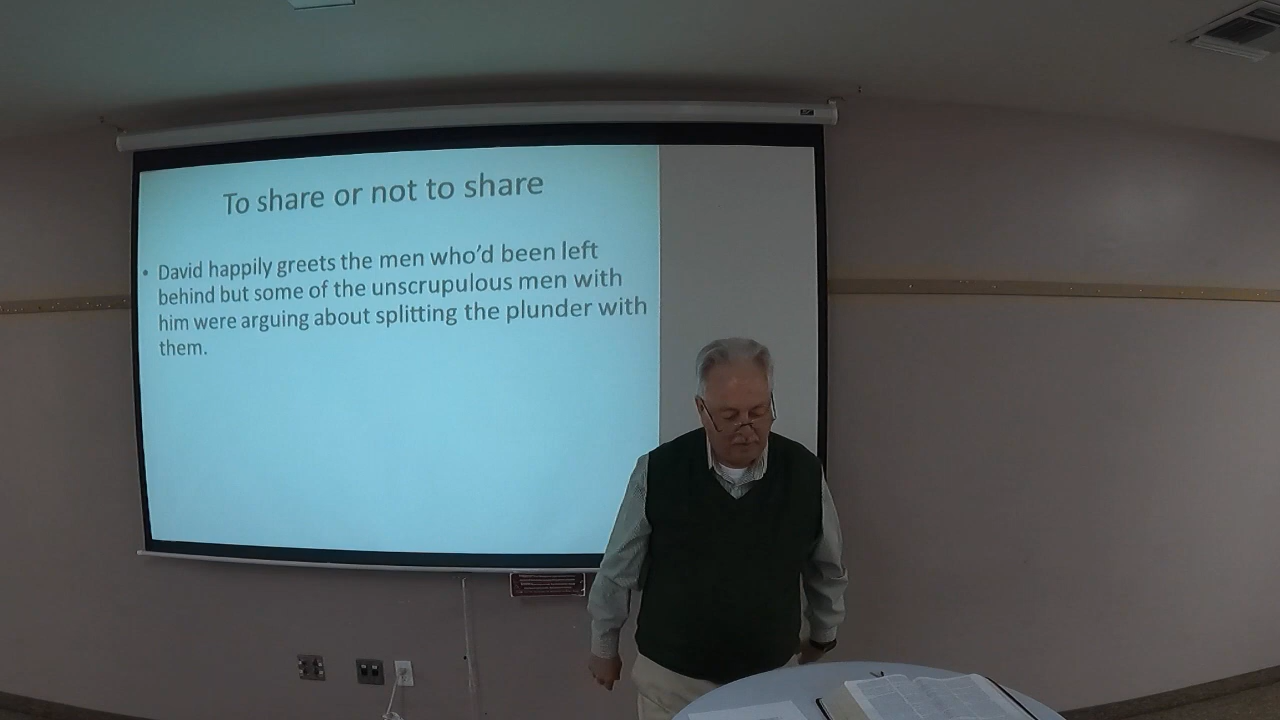 To share or not to share
• David happily greets the men who'd been left
behind but some of the unscrupulous men with
him were arguing about splitting the plunder with
them.